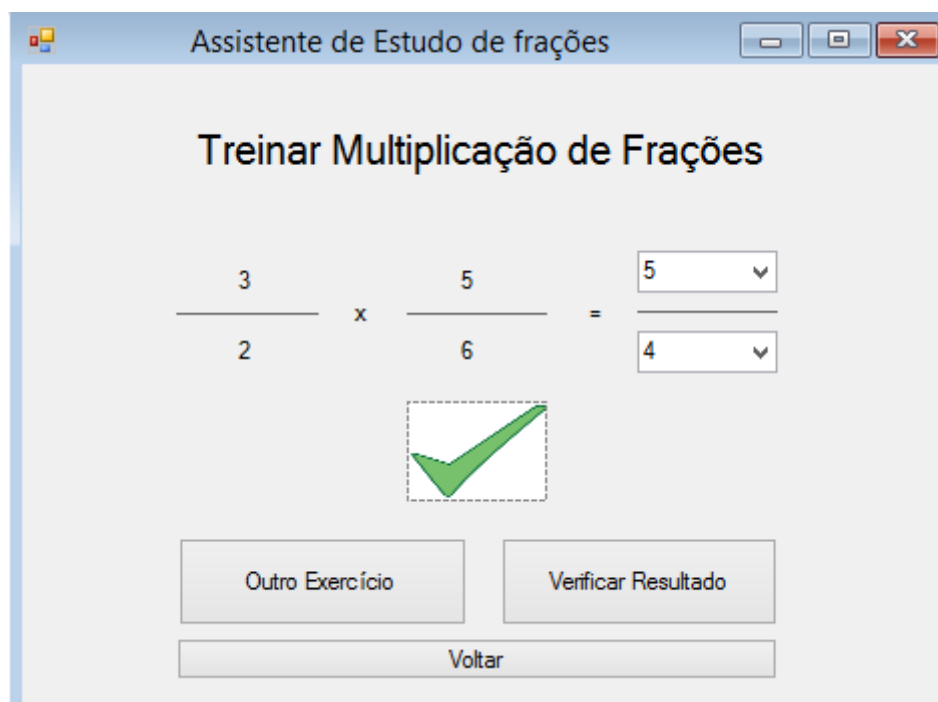 Assistente de Estudo de frações
Treinar Multiplicação de Frações
3
2
x
5
6
=
5
4
Outro Exercício
Verificar Resultado
Voltar